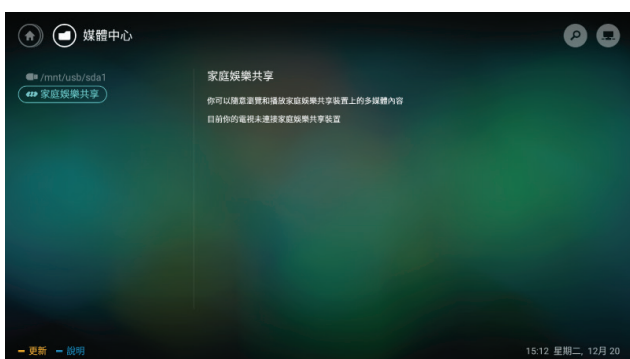 媒體中心
/mnt/usb/sda1
家庭娛樂共享
家庭娛樂共享
你可以隨意瀏覽和播放家庭娛樂共享裝置上的多媒體內容
目前你的電視未連接家庭娛樂共享裝置
更新 說明
15:12 星期二, 12月 20